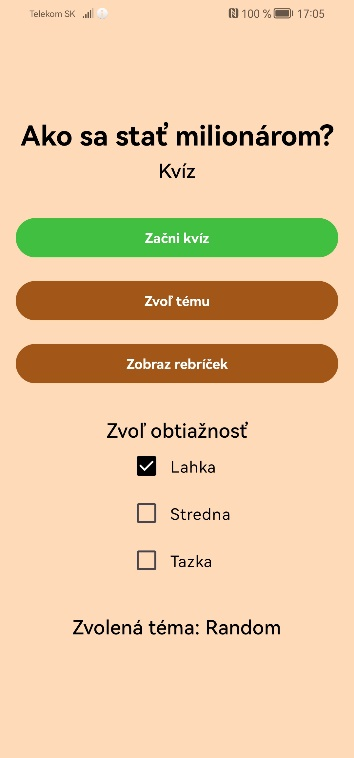 Telekom SK 100 % 17:05
Ako sa stať milionárom?
Kvíz
Začni kvíz
Zvoľ tému
Zobraz rebríček
Zvoľ obtiažnosť
Lahka
Stredna
Tazka
Zvolená téma: Random